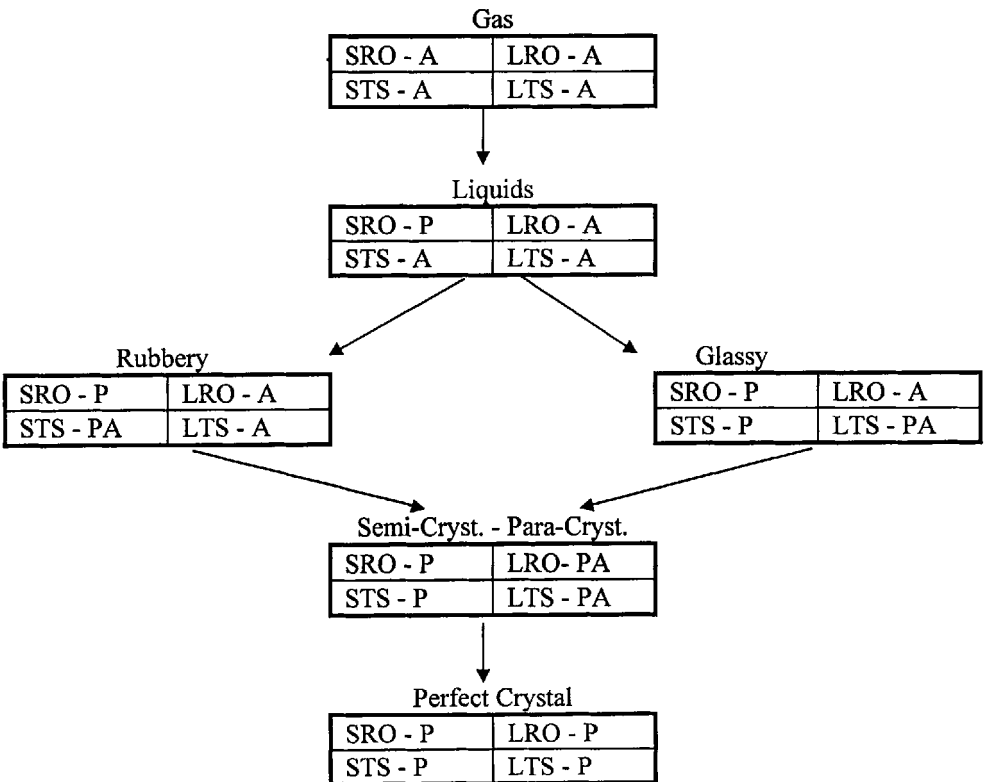 Gas
SRO - A LRO - A
STS - A LTS - A
Liquids
SRO - P LRO - A
STS - A LTS - A
Rubbery
SRO - P LRO - A
STS - PA LTS - A
Glassy
SRO - P LRO - A
STS - P LTS - PA
Semi-Cryst. - Para-Cryst.
SRO - P LRO- PA
STS - P LTS - PA
Perfect Crystal
SRO - P LRO - P
STS - P LTS - P